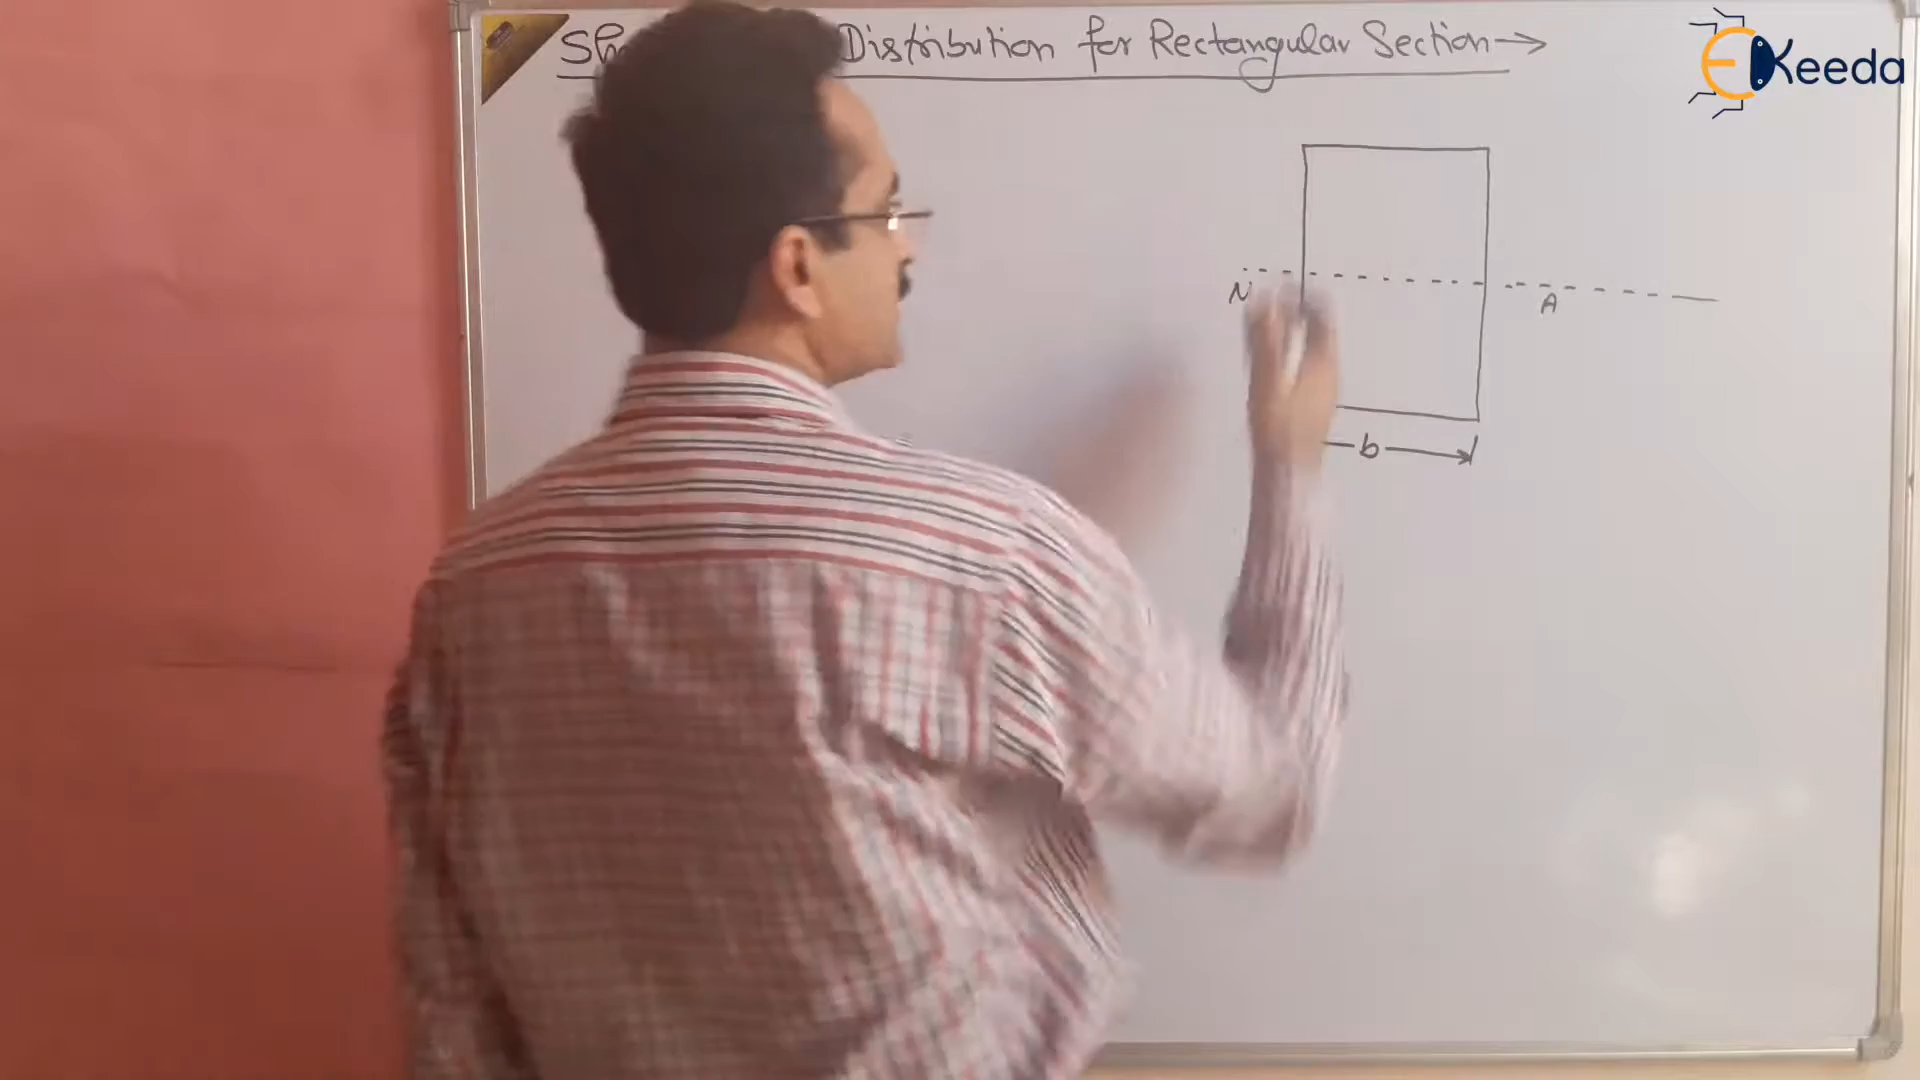 Distribution for Rectangular Section →
EKeeda
N
A
b